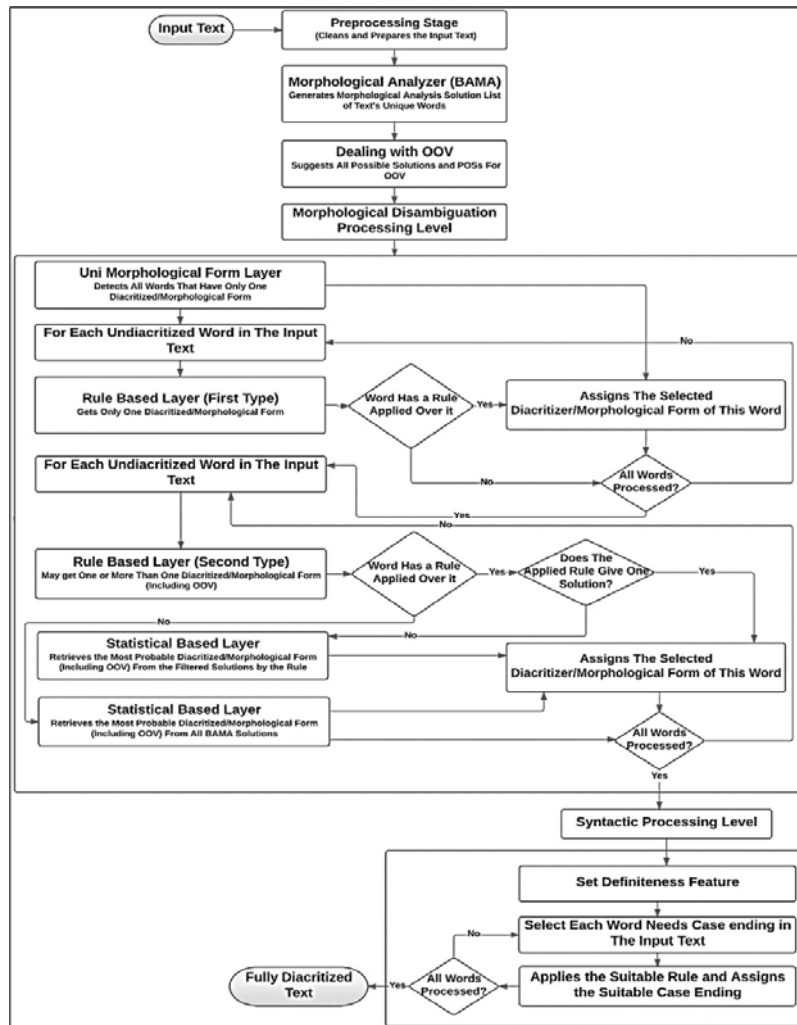 Input Text
Preprocessing Stage
(Cleans and Prepares the Input Text)
Morphological Analyzer (BAMA)
Generates Morphological Analysis Solution List
of Text's Unique Words
Dealing with OOV
Suggests All Possible Solutions and POSs For
OOV
Morphological Disambiguation
Processing Level
Uni Morphological Form Layer
Detects All Words That Have Only One
Diacritized/Morphological Form
For Each Undiacritized Word in The Input
Text
No
Rule Based Layer (First Type)
Gets Only One Diacritized/Morphological Form
Word Has a Rule
Applied Over it
Yes
Assigns The Selected
Diacritizer/Morphological Form of This Word
For Each Undiacritized Word in The Input
Text
No
All Words
Processed?
Yes
No
Rule Based Layer (Second Type)
May get One or More Than One Diacritized/Morphological Form
(Including OOV)
Word Has a Rule
Applied Over it
Yes
Does The
Applied Rule Give One
Solution?
Yes
No
No
Statistical Based Layer
Retrieves the Most Probable Diacritized/Morphological Form
(Including OOV) From the Filtered Solutions by the Rule
Assigns The Selected
Diacritizer/Morphological Form of This Word
Statistical Based Layer
Retrieves the Most Probable Diacritized/Morphological Form
(Including OOV) From All BAMA Solutions
All Words
Processed?
Yes
Syntactic Processing Level
Set Definiteness Feature
No
Select Each Word Needs Case ending in
The Input Text
Fully Diacritized
Text
Yes
All Words
Processed?
Applies the Suitable Rule and Assigns
the Suitable Case Ending